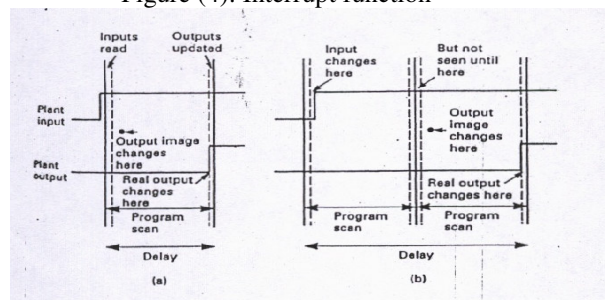 Figure (4): Interrupt function
Inputs
read
Outputs
updated
Plant
input
Output image
changes
here
Plant
output
Real output
changes
here
Program
scan
Delay
(a)
Input
changes
here
But not
seen until
here
Output
image
changes
here
Real output
changes here
Program
scan
Program
scan
Delay
(b)